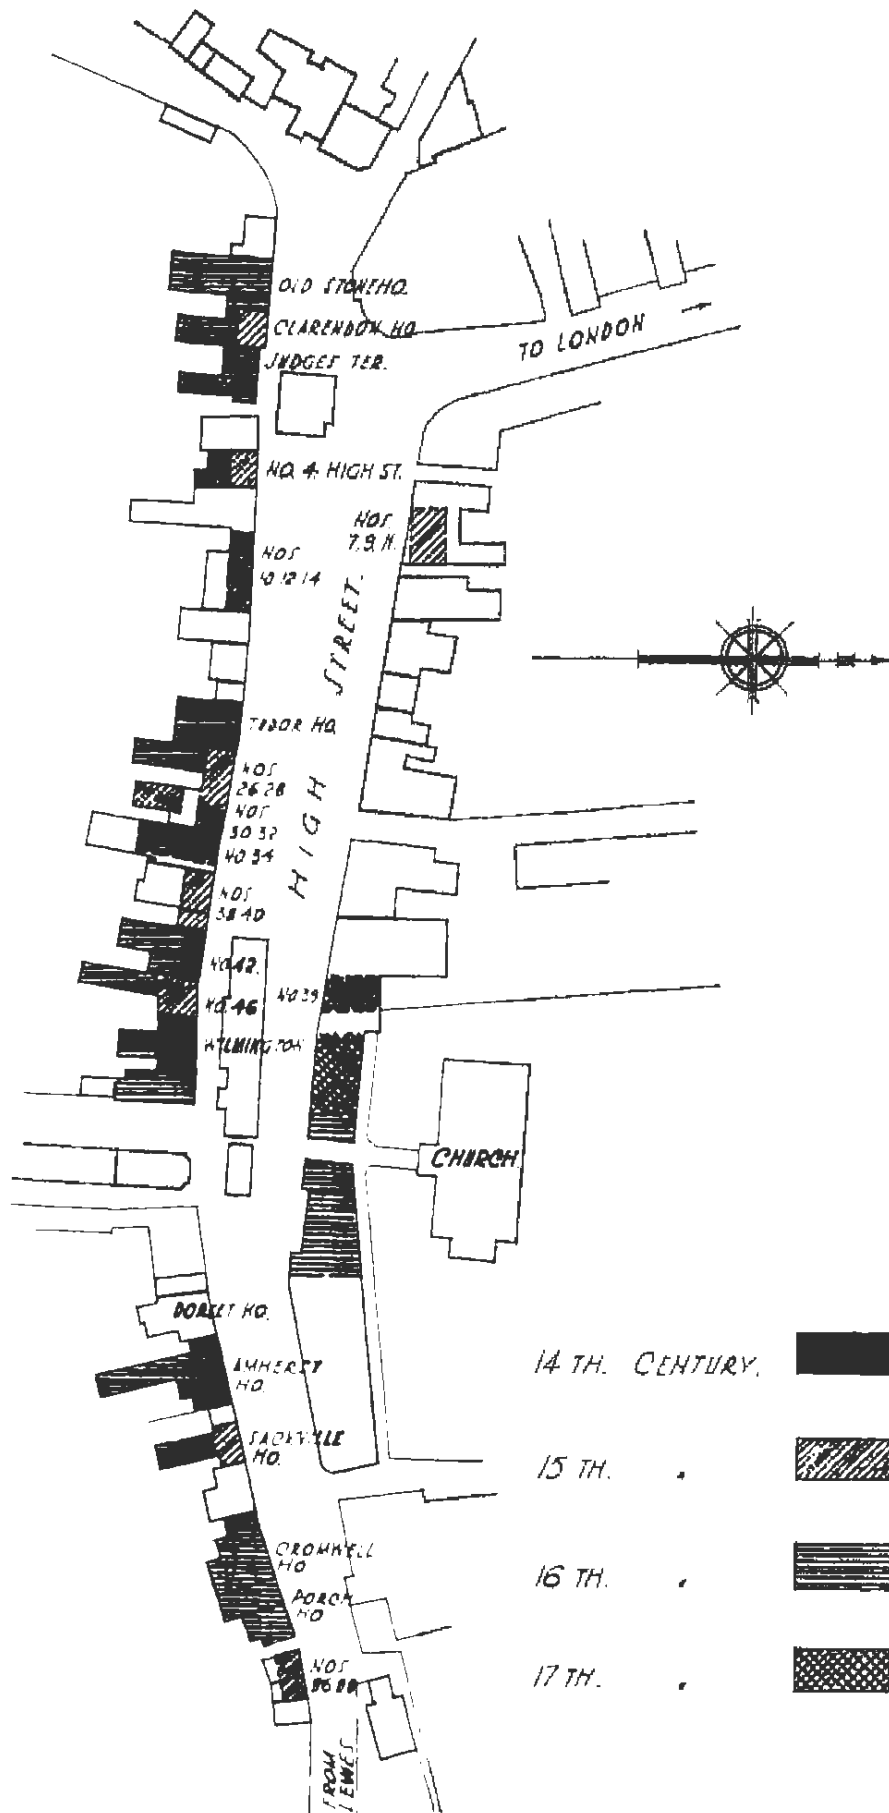 OLD STONEHO.
CLARENDON HO
JUDGES TER.
TO LONDON
NO. 4. HIGH ST.
NOS
7.9.11.
NOS
10.12.14
HIGH STREET.
TUDOR HO.
NOS
26.28
NOS
30.32
NO 34
NOS
38.40
NO.42.
NO.46
NO 39
WILMINGTON
CHURCH.
DORSET HO.
AMHERST
HO.
SACKVILLE
HO.
CROMWELL
HO
PORCH
HO
NOS
FROM
LEWES
14 TH. CENTURY.
15 TH. "
16 TH. "
17 TH. "